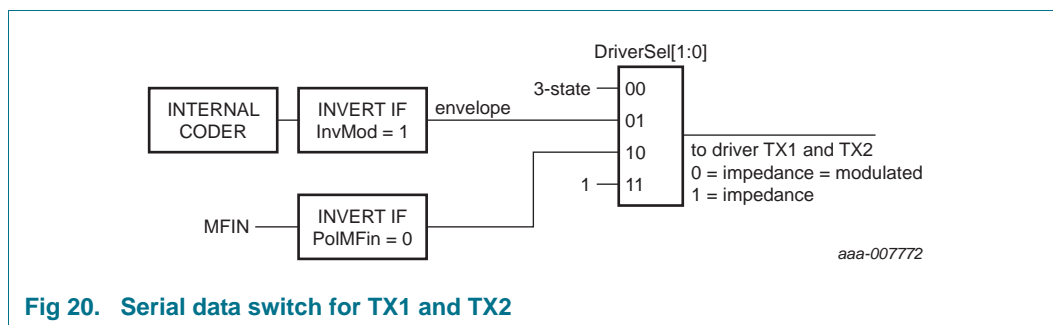 DriverSel[1:0]
3-state
00
INTERNAL
CODER
INVERT IF
InvMod = 1
envelope
01
10
1
11
to driver TX1 and TX2
0 = impedance = modulated
1 = impedance
MFIN
INVERT IF
PolMFin = 0
aaa-007772
Fig 20. Serial data switch for TX1 and TX2